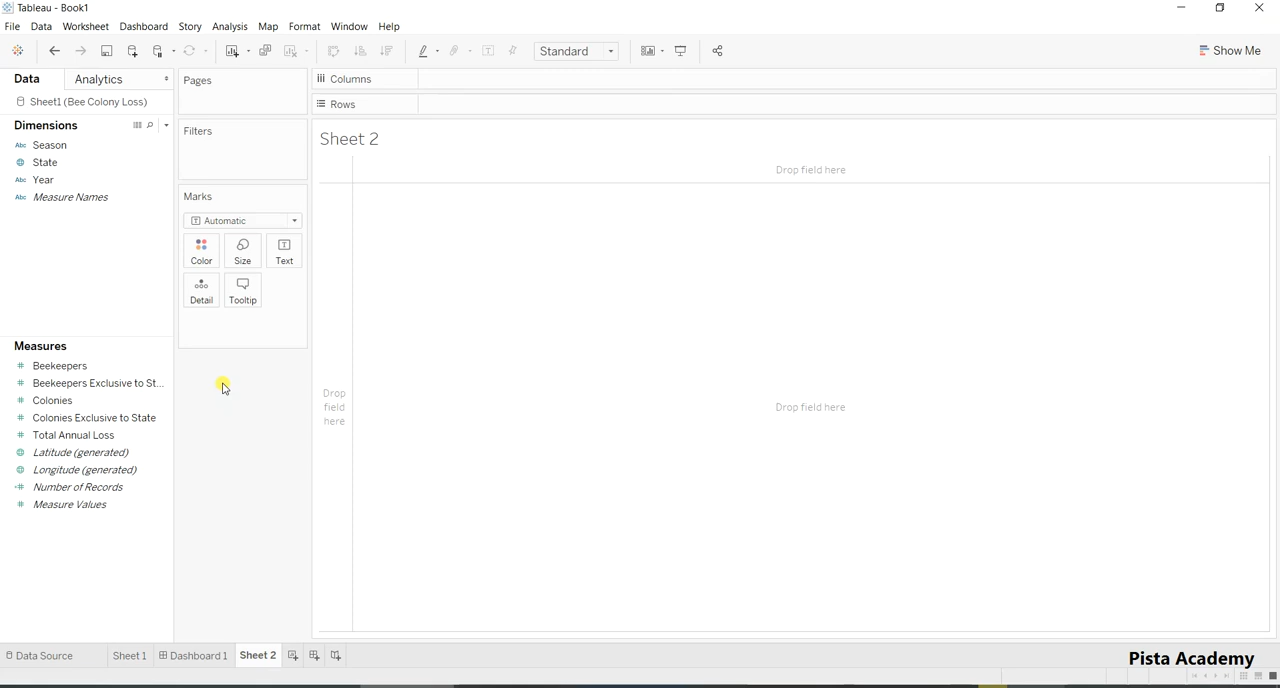 Tableau - Book1
File Data Worksheet Dashboard Story Analysis Map Format Window Help
Standard
Show Me
Data
Analytics
Sheet1 (Bee Colony Loss)
Dimensions
Abc Season
State
Abc Year
Abc Measure Names
Measures
Beekeepers
Beekeepers Exclusive to St...
Colonies
Colonies Exclusive to State
Total Annual Loss
Latitude (generated)
Longitude (generated)
Number of Records
Measure Values
Pages
Filters
Marks
Automatic
Color Size Text
Detail Tooltip
Columns
Rows
Sheet 2
Drop field here
Drop
field
here
Drop field here
Data Source Sheet 1 Dashboard 1 Sheet 2
Pista Academy